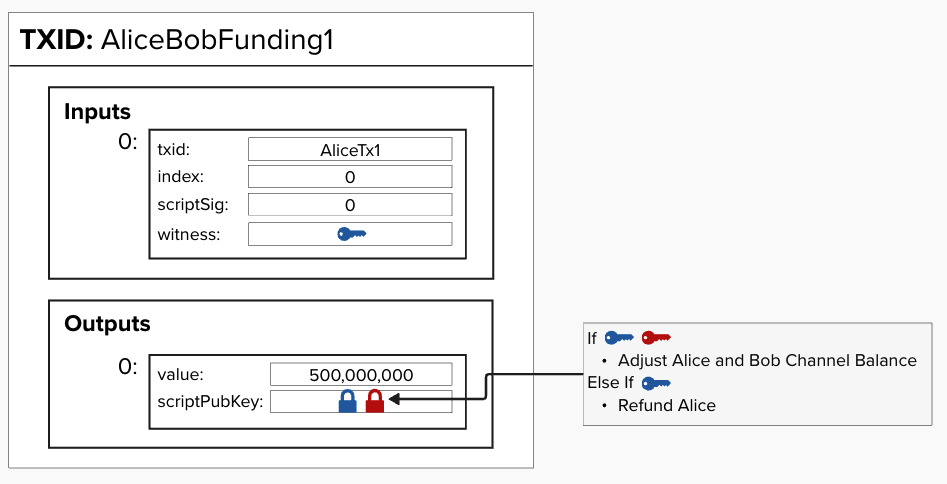 TXID: AliceBobFunding1
Inputs
0:
txid: AliceTx1
index: 0
scriptSig: 0
witness:
Outputs
0:
value: 500,000,000
scriptPubKey:
If
• Adjust Alice and Bob Channel Balance
Else If
• Refund Alice